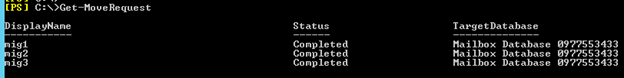 [PS] C:\>Get-MoveRequest
DisplayName Status TargetDatabase
----------- ------ --------------
mig1 Completed Mailbox Database 0977553433
mig2 Completed Mailbox Database 0977553433
mig3 Completed Mailbox Database 0977553433